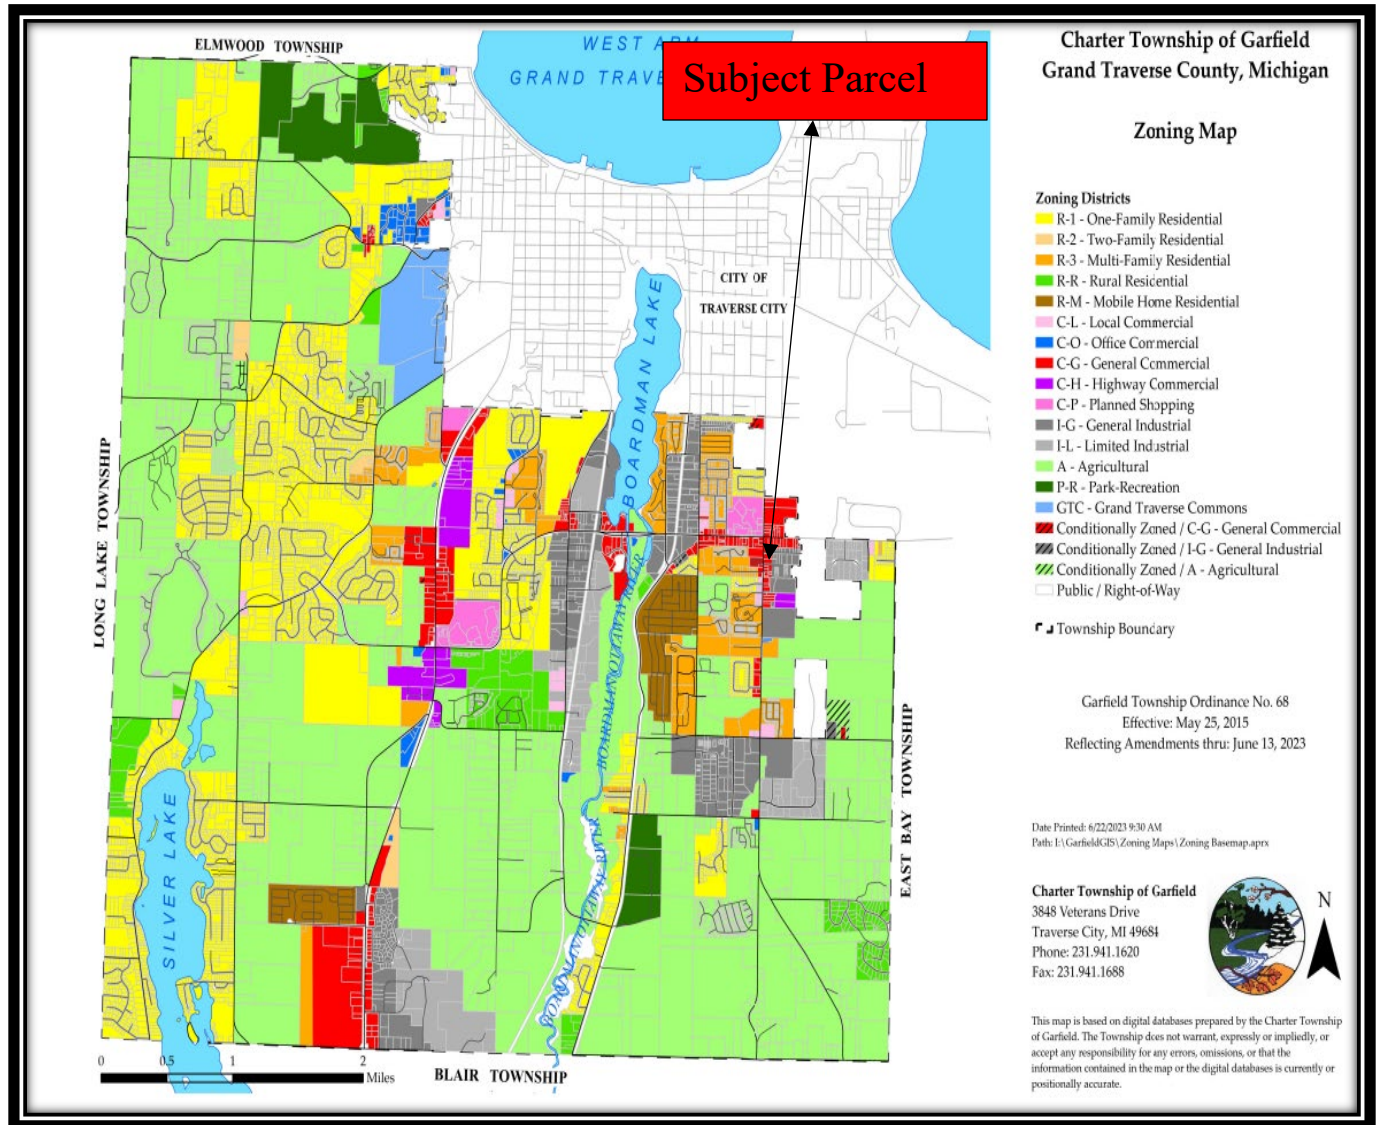 ELMWOOD TOWNSHIP
WEST ARM
GRAND TRAVE
Subject Parcel
CITY OF
TRAVERSE CITY
BOARDMAN LAKE
LONG LAKE TOWNSHIP
BOARDMAN/OTTAWAY RIVER
BOARDMAN/OTTAWAY RIVER
BOARDMAN/OTTAWAY RIVER
SILVER LAKE
EAST BAY TOWNSHIP
BLAIR TOWNSHIP
0 0.5 1 2
Miles
Charter Township of Garfield
Grand Traverse County, Michigan
Zoning Map
Zoning Districts
R-1 - One-Family Residential
R-2 - Two-Family Residential
R-3 - Multi-Family Residential
R-R - Rural Residential
R-M - Mobile Home Residential
C-L - Local Commercial
C-O - Office Commercial
C-G - General Commercial
C-H - Highway Commercial
C-P - Planned Shopping
I-G - General Industrial
I-L - Limited Industrial
A - Agricultural
P-R - Park-Recreation
GTC - Grand Traverse Commons
Conditionally Zoned / C-G - General Commercial
Conditionally Zoned / I-G - General Industrial
Conditionally Zoned / A - Agricultural
Public / Right-of-Way
Township Boundary
Garfield Township Ordinance No. 68
Effective: May 25, 2015
Reflecting Amendments thru: June 13, 2023
Date Printed: 6/22/2023 9:30 AM
Path: I:\GarfieldGIS\Zoning Maps\Zoning Basemap.aprx
Charter Township of Garfield
3848 Veterans Drive
Traverse City, MI 49684
Phone: 231.941.1620
Fax: 231.941.1688
N
This map is based on digital databases prepared by the Charter Township
of Garfield. The Township does not warrant, expressly or impliedly, or
accept any responsibility for any errors, omissions, or that the
information contained in the map or the digital databases is currently or
positionally accurate.